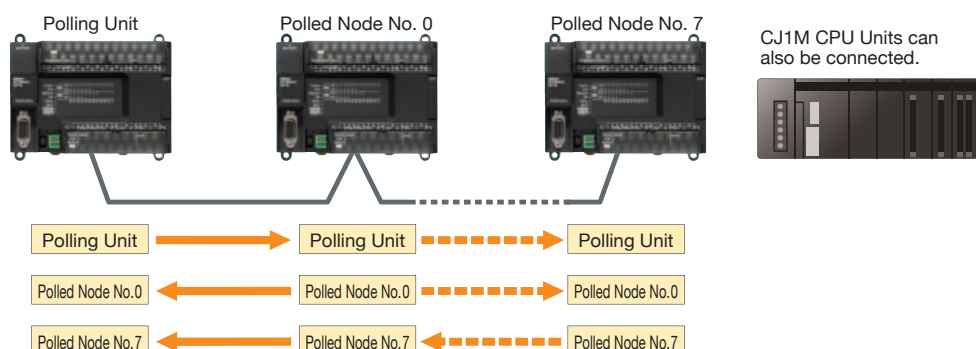 Polling Unit
Polled Node No. 0
Polled Node No. 7
CJ1M CPU Units can
also be connected.
Polling Unit
Polling Unit
Polling Unit
Polled Node No.0
Polled Node No.0
Polled Node No.0
Polled Node No.7
Polled Node No.7
Polled Node No.7